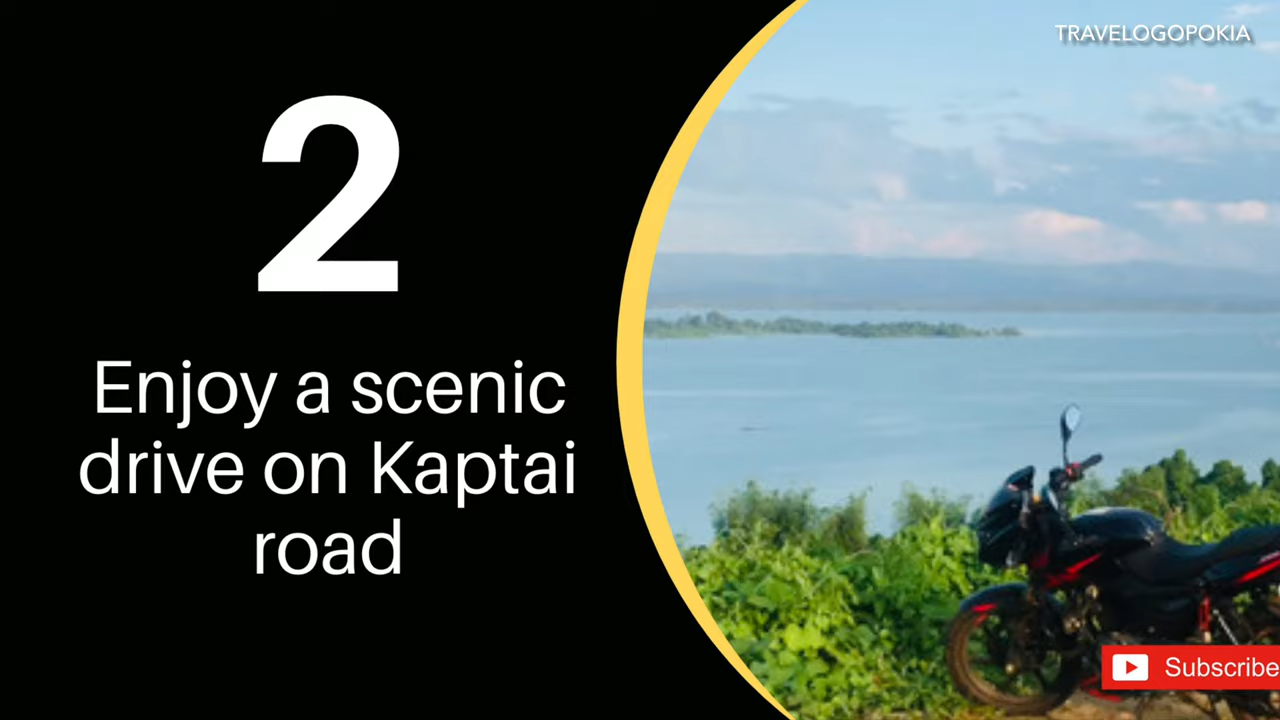 TRAVELOGOPOKIA
2
Enjoy a scenic
drive on Kaptai
road
Subscribe